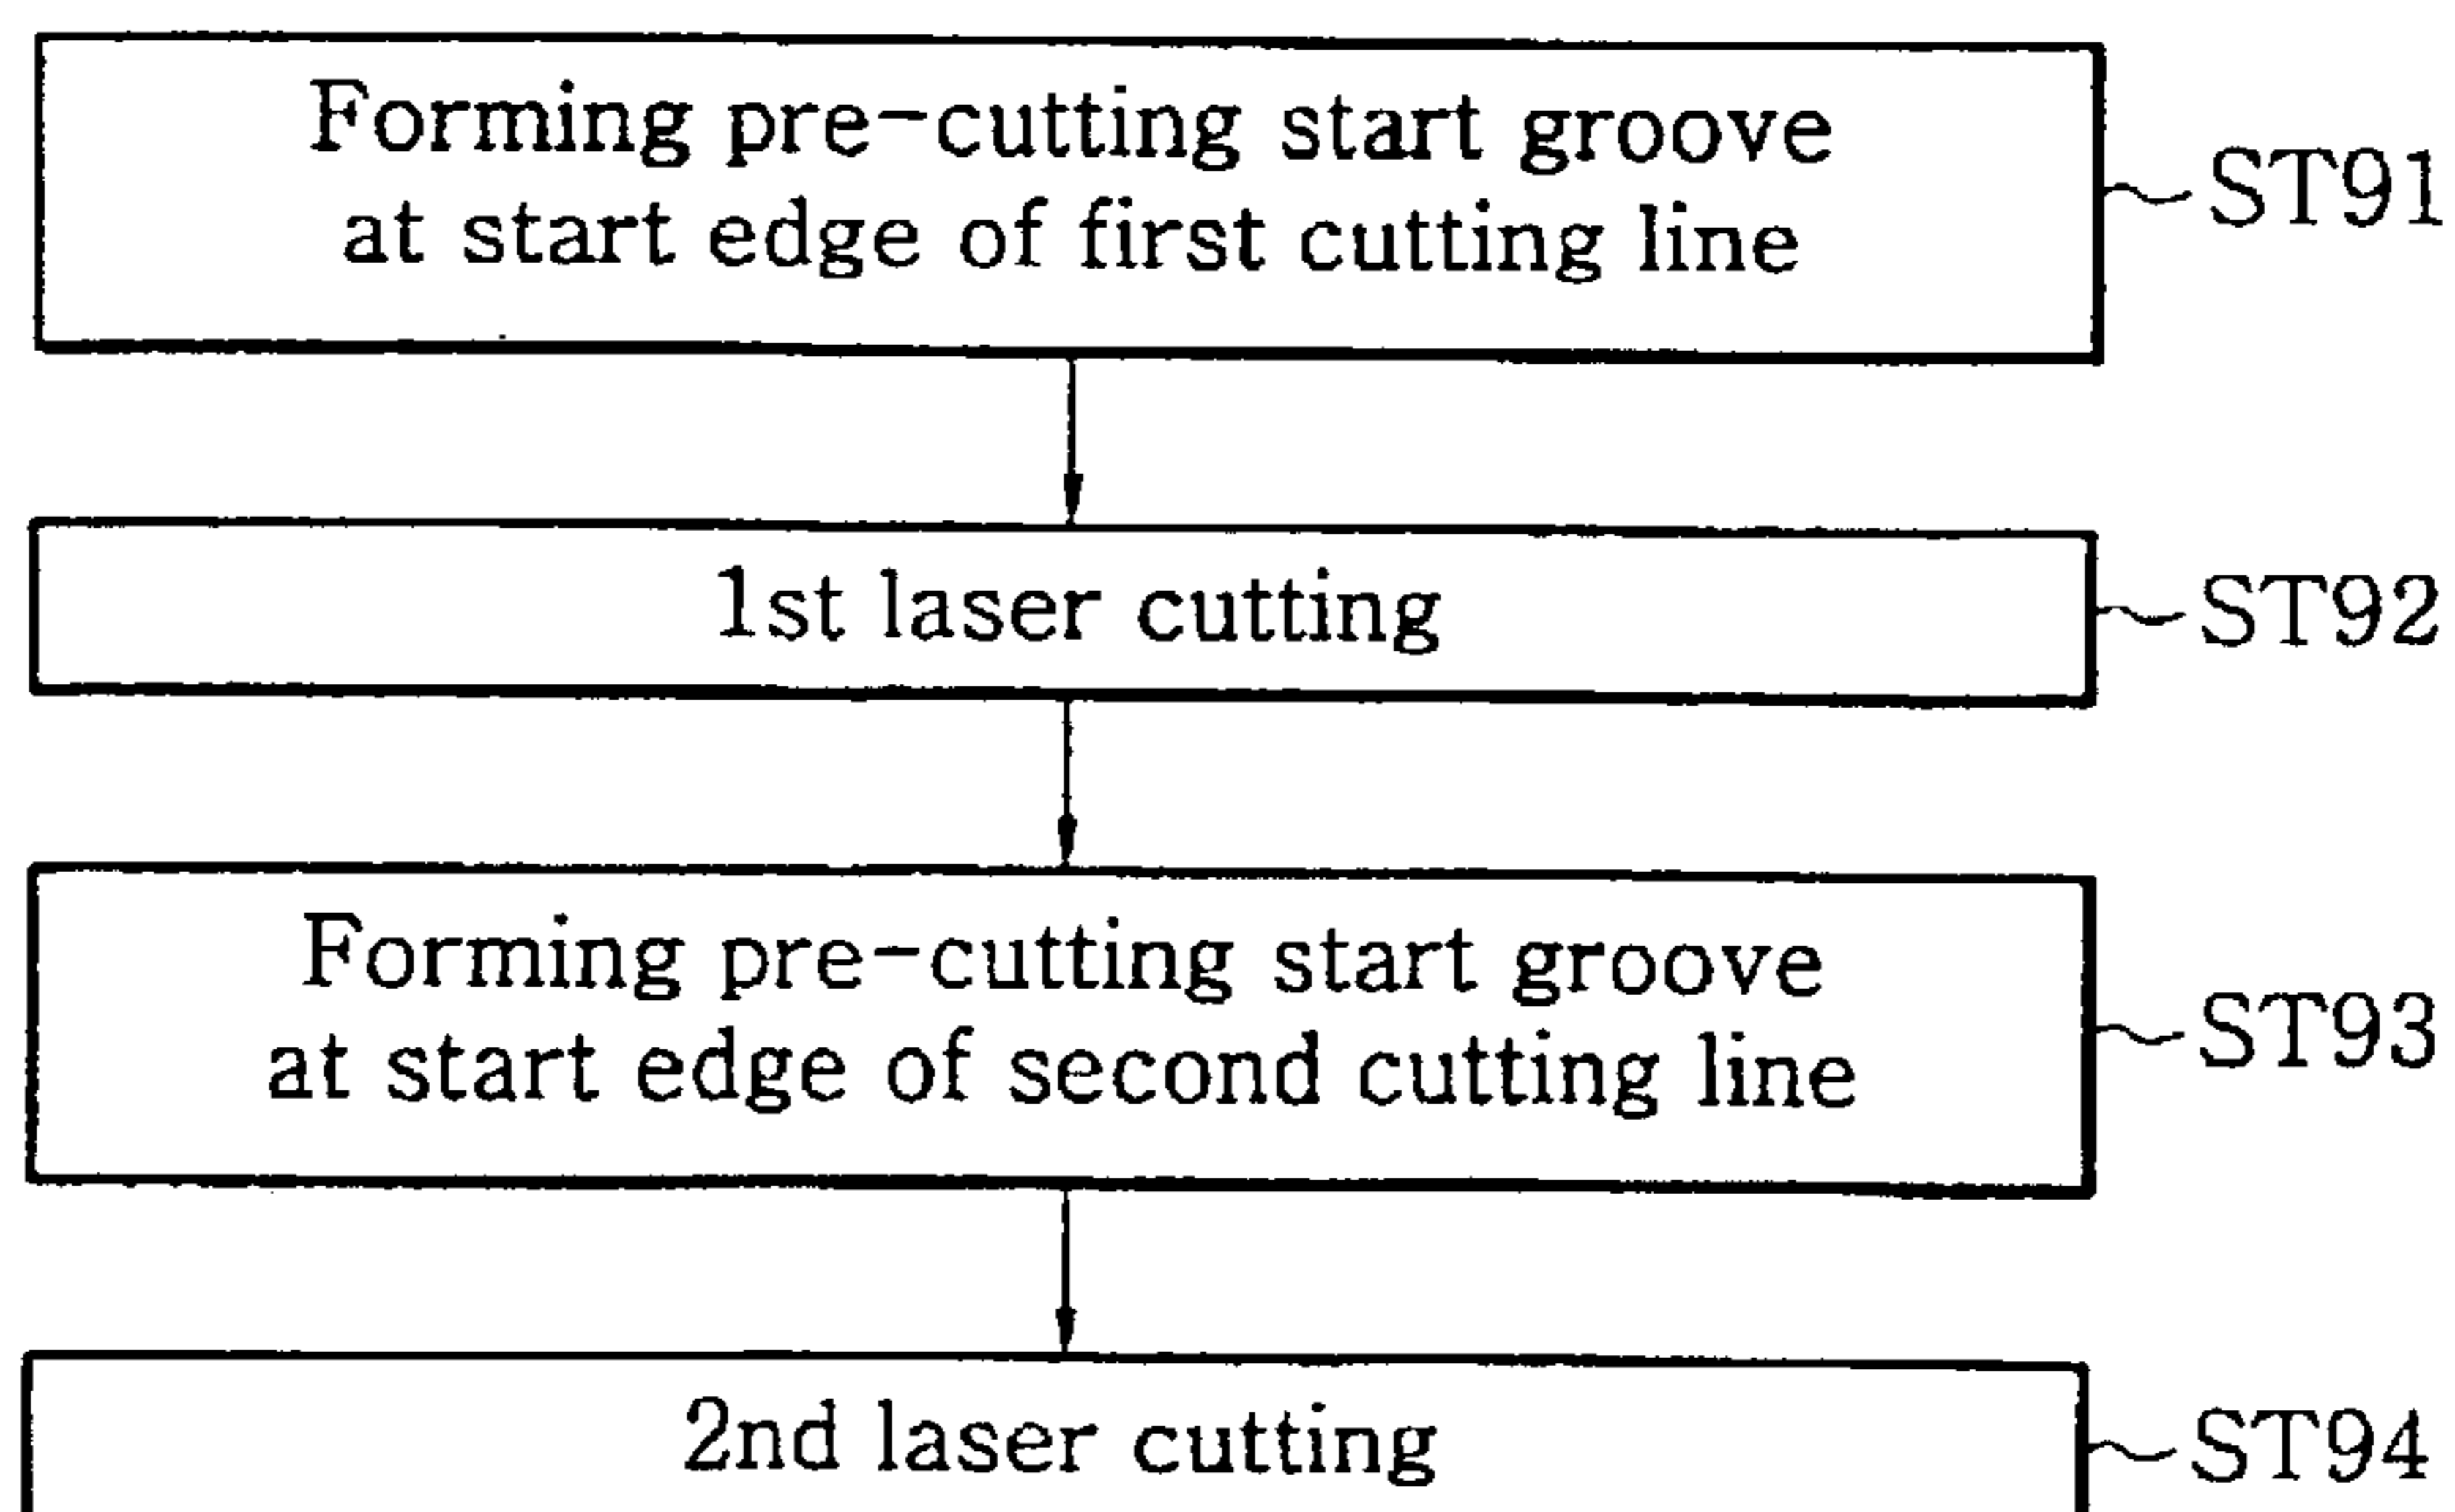 Forming pre-cutting start groove
at start edge of first cutting line
ST91
1st laser cutting
ST92
Forming pre-cutting start groove
at start edge of second cutting line
ST93
2nd laser cutting
ST94